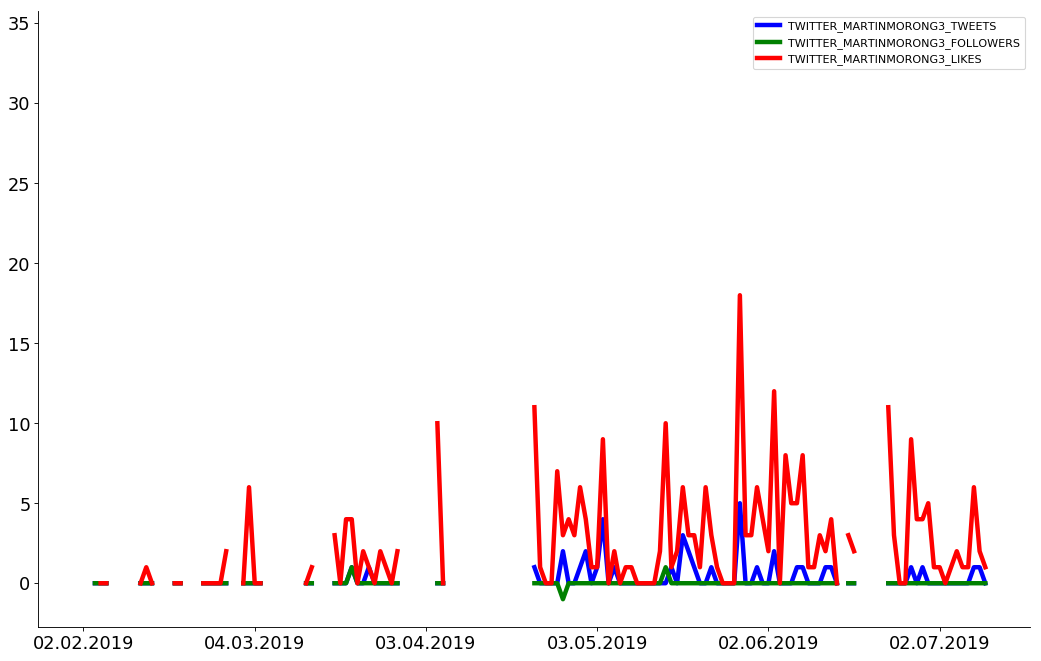 35
30
25
20
15
10
5
0
02.02.2019 04.03.2019 03.04.2019 03.05.2019 02.06.2019 02.07.2019
TWITTER_MARTINMORONG3_TWEETS
TWITTER_MARTINMORONG3_FOLLOWERS
TWITTER_MARTINMORONG3_LIKES